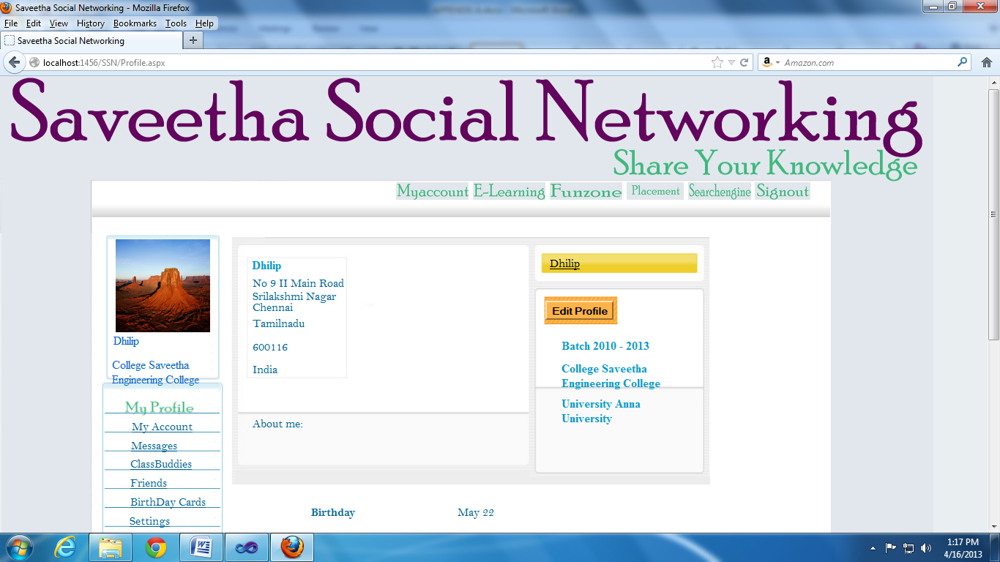 Saveetha Social Networking - Mozilla Firefox
File Edit View History Bookmarks Tools Help
Saveetha Social Networking
localhost:1456/SSN/Profile.aspx
Amazon.com
Saveetha Social Networking
Share Your Knowledge
Myaccount E-Learning Funzone Placement Searchengine Signout
Dhilip
College Saveetha
Engineering College
My Profile
My Account
Messages
ClassBuddies
Friends
BirthDay Cards
Settings
Dhilip
No 9 II Main Road
Srilakshmi Nagar
Chennai
Tamilnadu
600116
India
About me:
Dhilip
Edit Profile
Batch 2010 - 2013
College Saveetha
Engineering College
University Anna
University
Birthday May 22
1:17 PM
4/16/2013